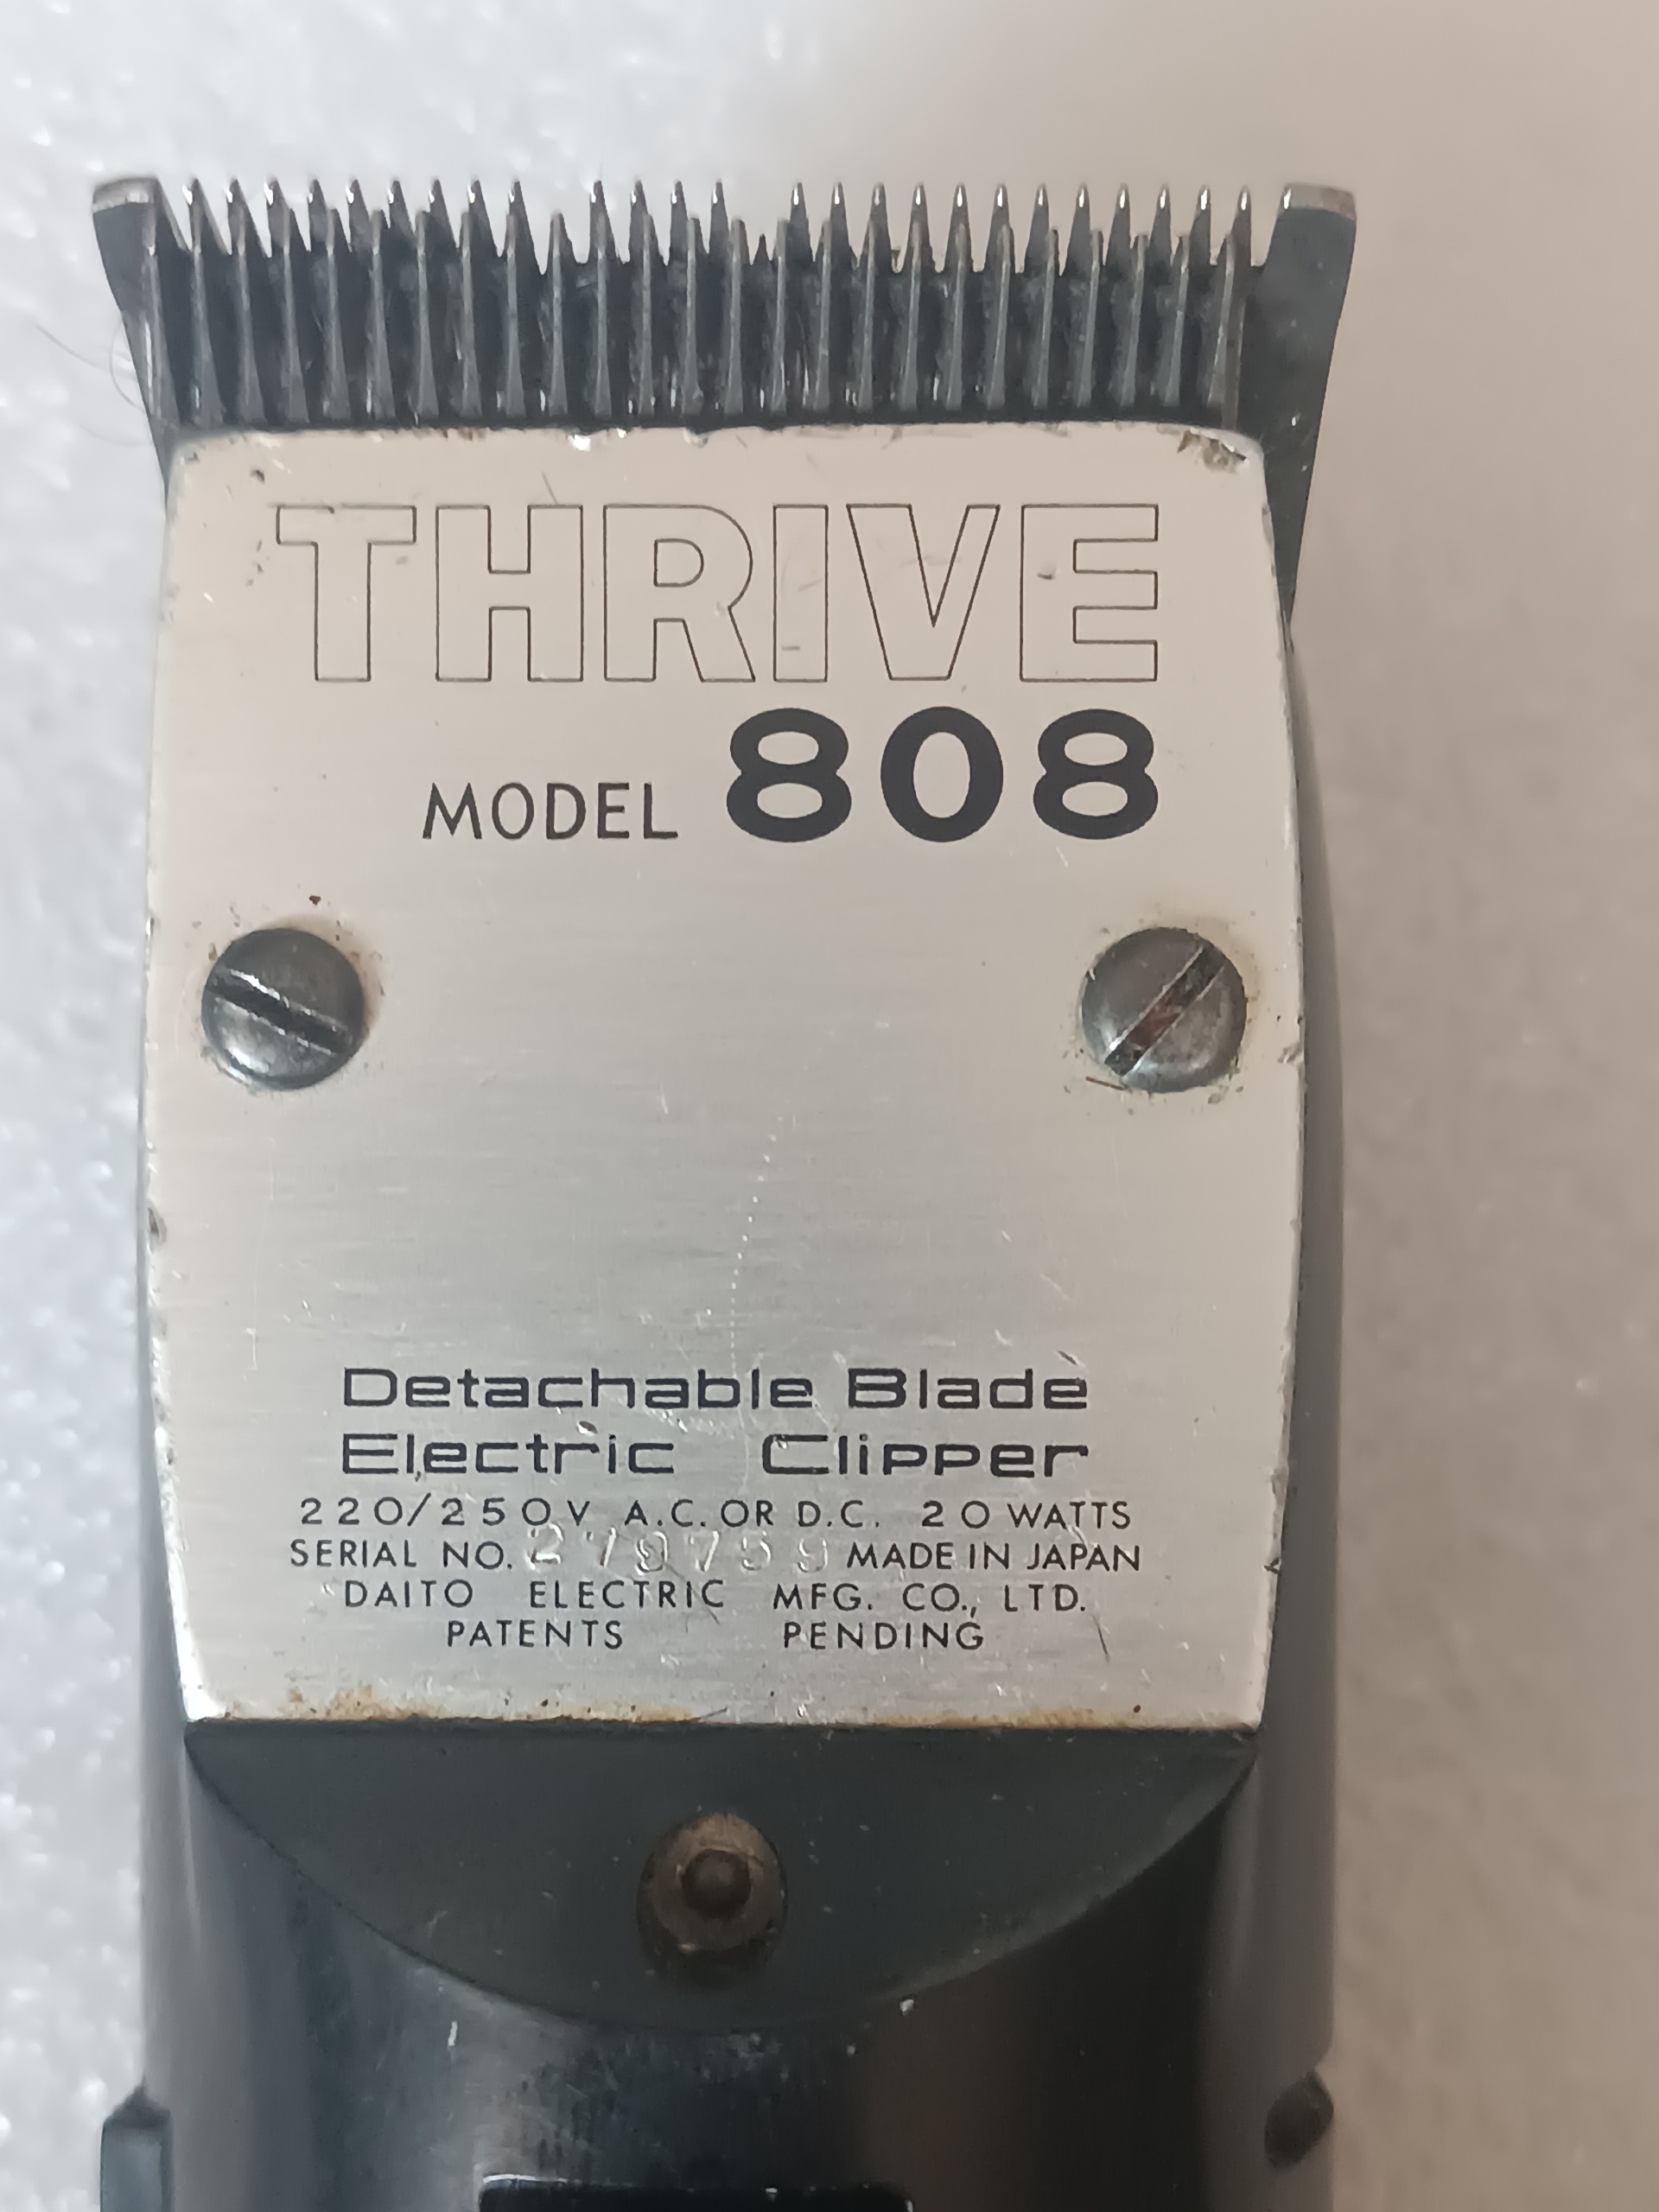 THRIVE
MODEL 808
Detachable Blade
Electric Clipper
220/250V A.C. OR D.C. 20 WATTS
SERIAL NO. MADE IN JAPAN
DAITO ELECTRIC MFG. CO., LTD.
PATENTS PENDING